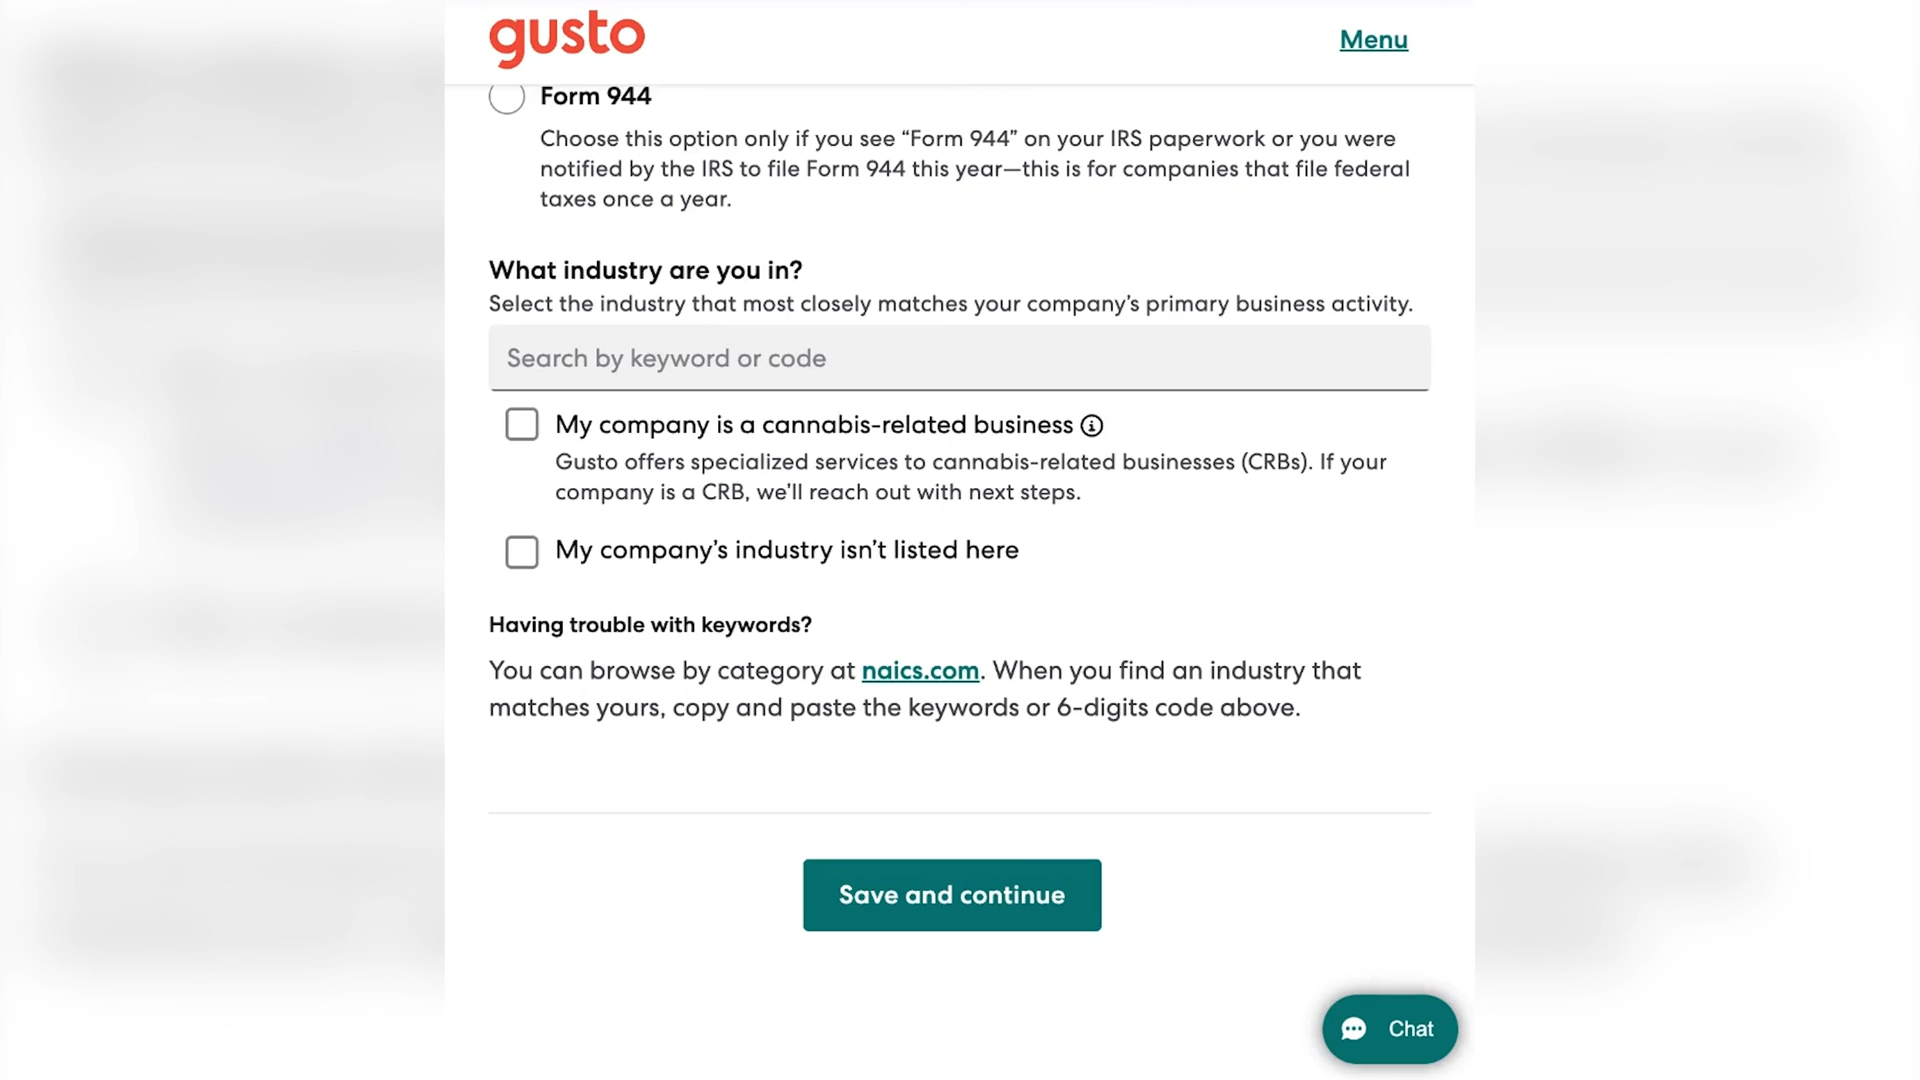 gusto
Menu
Form 944
Choose this option only if you see “Form 944” on your IRS paperwork or you were
notified by the IRS to file Form 944 this year—this is for companies that file federal
taxes once a year.
What industry are you in?
Select the industry that most closely matches your company’s primary business activity.
Search by keyword or code
My company is a cannabis-related business
Gusto offers specialized services to cannabis-related businesses (CRBs). If your
company is a CRB, we’ll reach out with next steps.
My company’s industry isn’t listed here
Having trouble with keywords?
You can browse by category at naics.com. When you find an industry that
matches yours, copy and paste the keywords or 6-digits code above.
Save and continue
Chat